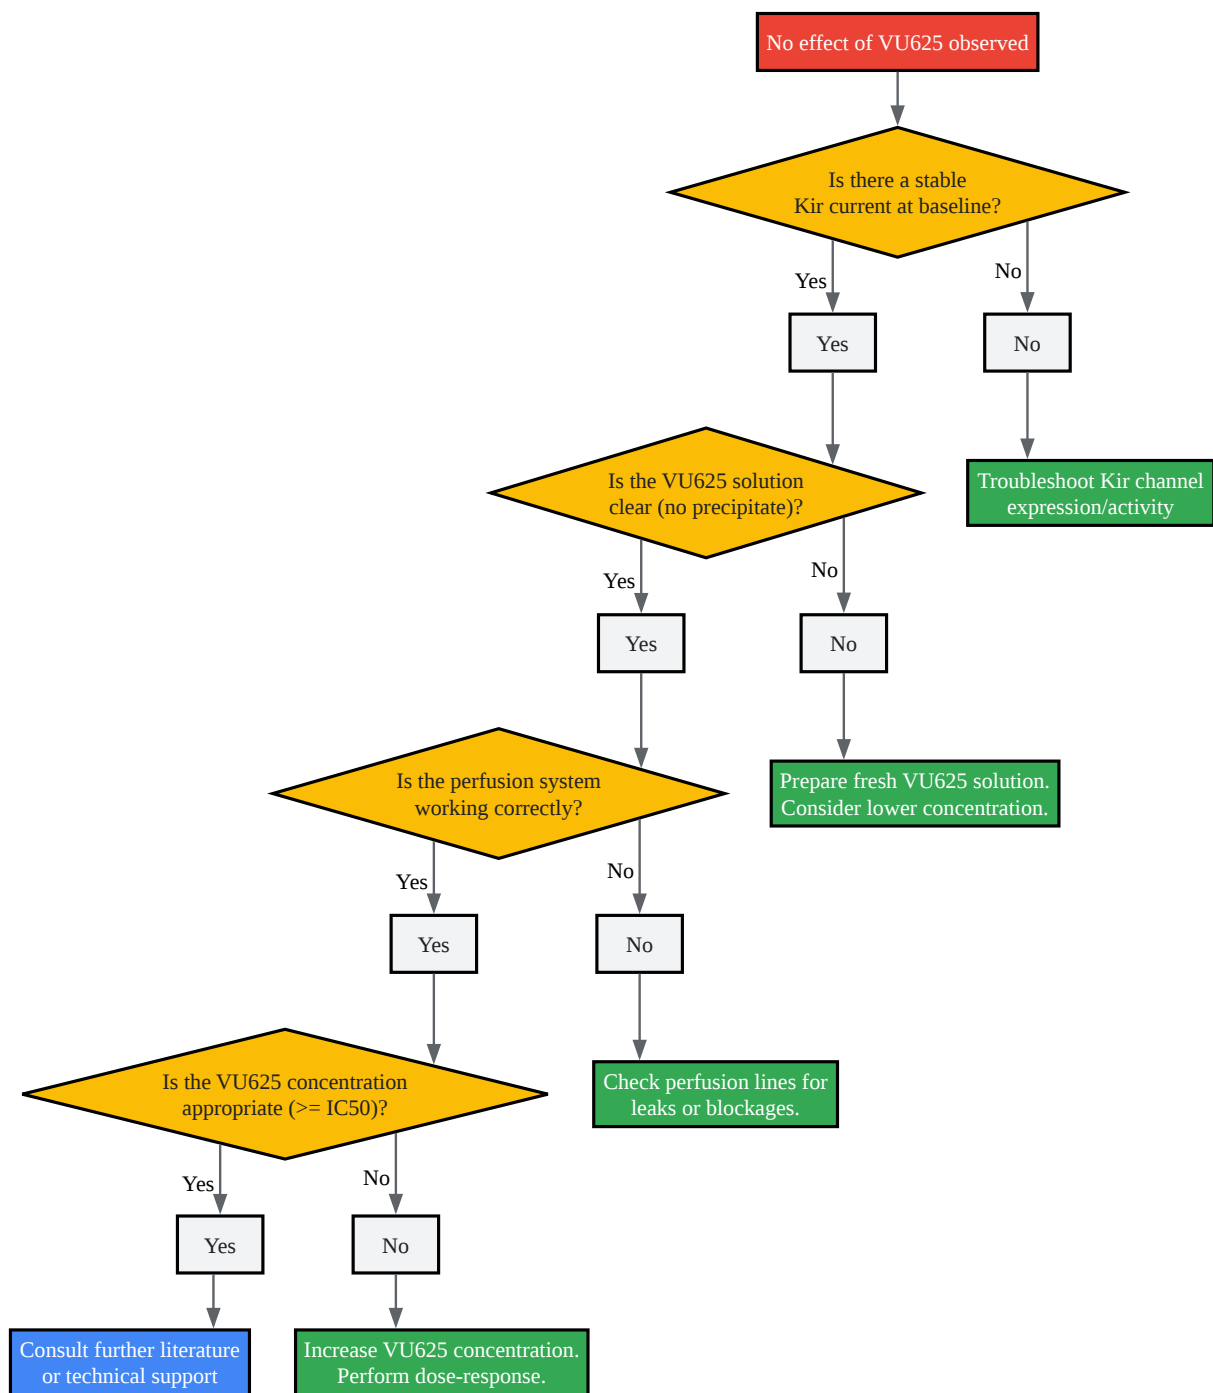 No effect of VU625 observed
Is there a stable
Kir current at baseline?
Yes
No
Yes
No
Is the VU625 solution
clear (no precipitate)?
Troubleshoot Kir channel
expression/activity
Yes
No
Yes
No
Is the perfusion system
working correctly?
Prepare fresh VU625 solution.
Consider lower concentration.
Yes
No
Yes
No
Is the VU625 concentration
appropriate (>= IC50)?
Check perfusion lines for
leaks or blockages.
Yes
No
Yes
No
Consult further literature
or technical support
Increase VU625 concentration.
Perform dose-response.